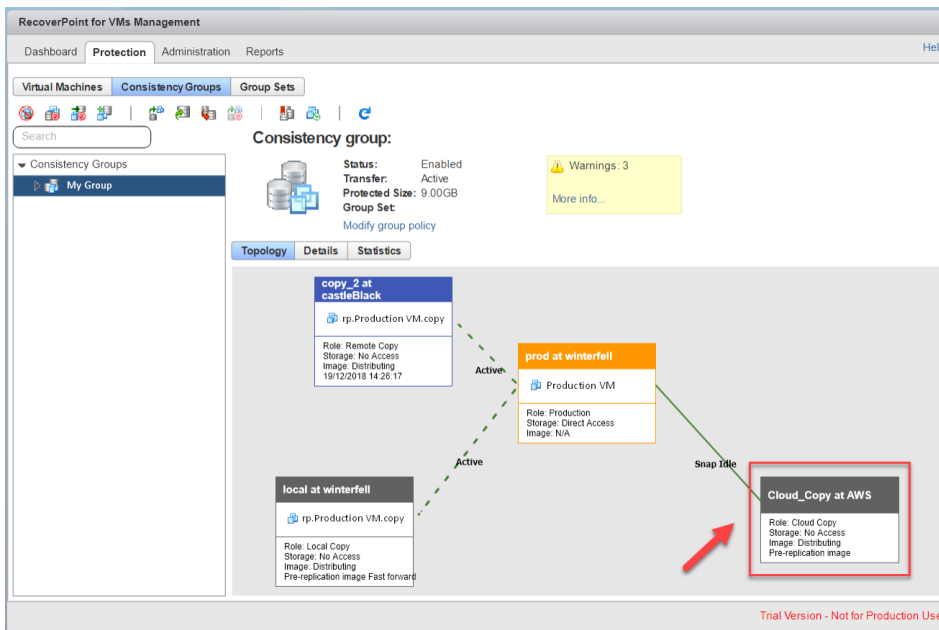 RecoverPoint for VMs Management
Dashboard Protection Administration Reports
Virtual Machines Consistency Groups Group Sets
Search
Consistency Groups
My Group
Consistency group:
Status: Enabled
Transfer: Active
Protected Size: 9.00GB
Group Set:
Modify group policy
Warnings: 3
More info...
Topology Details Statistics
copy_2 at
castleBlack
rp.Production VM.copy
Role: Remote Copy
Storage: No Access
Image: Distributing
19/12/2018 14:26:17
Active
prod at winterfell
Production VM
Role: Production
Storage: Direct Access
Image: N/A
Active
Snap Idle
local at winterfell
rp.Production VM.copy
Role: Local Copy
Storage: No Access
Image: Distributing
Pre-replication image Fast forward
Cloud_Copy at AWS
Role: Cloud Copy
Storage: No Access
Image: Distributing
Pre-replication image
Trial Version - Not for Production Use